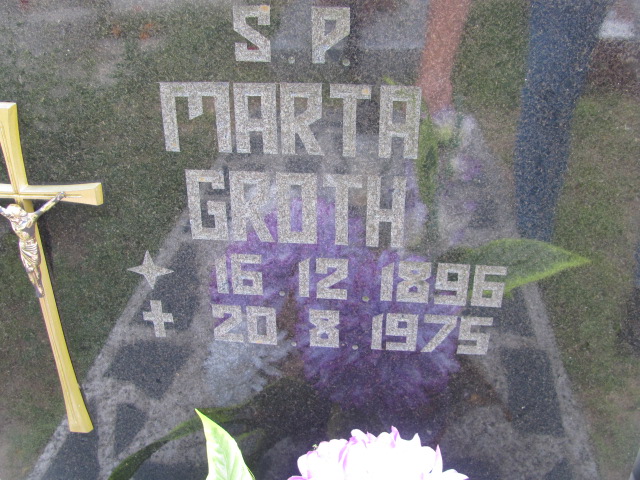 S. P.
MARTA
GROTH
16. 12. 1896
20. 8. 1975